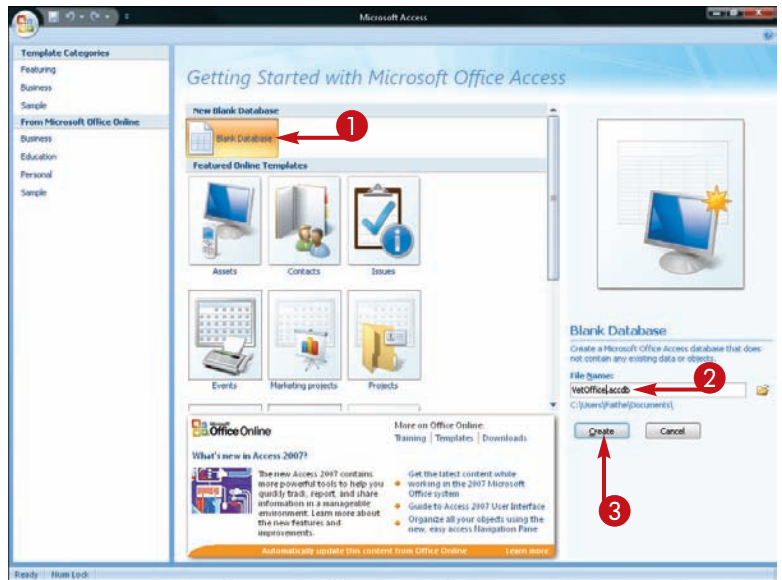 Microsoft Access
Template Categories
Featuring
Business
Sample
From Microsoft Office Online
Business
Education
Personal
Sample
Getting Started with Microsoft Office Access
New Blank Database
Blank Database
1
Featured Online Templates
Assets
Contacts
Issues
Events
Marketing projects
Projects
Blank Database
Create a Microsoft Office Access database that does
not contain any existing data or objects.
File Name:
VetOffice.accdb
2
C:\Users\Faithe\Documents\
Create
Cancel
3
Microsoft
Office Online
More on Office Online:
Training | Templates | Downloads
What's new in Access 2007?
The new Access 2007 contains
more powerful tools to help you
quickly track, report, and share
information in a manageable
environment. Learn more about
the new features and
improvements.
Get the latest content while
working in the 2007 Microsoft
Office system
Guide to Access 2007 User Interface
Organize all your objects using the
new, easy access Navigation Pane
Automatically update this content from Office Online
Learn more
Ready
Num Lock